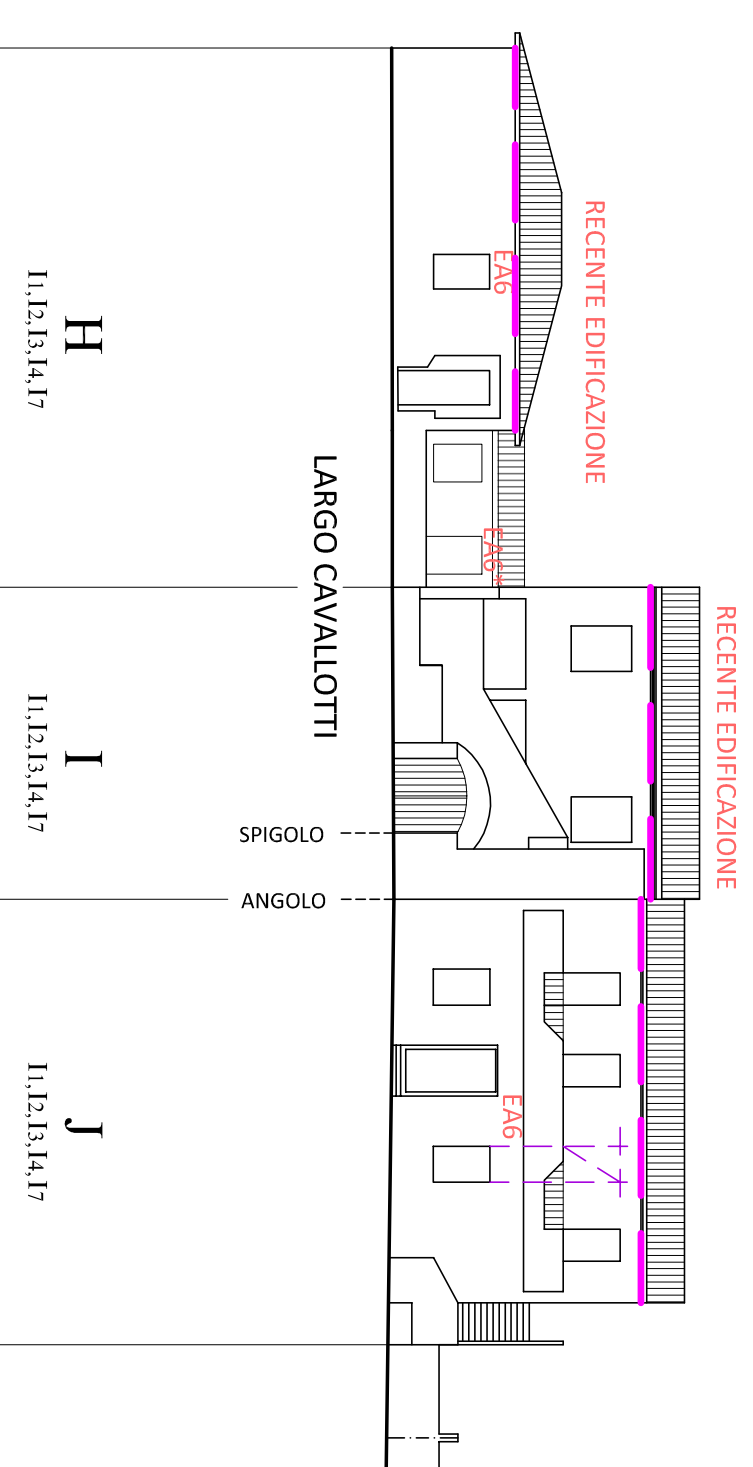 RECENTE EDIFICAZIONE
EA6
EA6*
H
I1,I2,I3,I4,I7
LARGO CAVALLOTTI
RECENTE EDIFICAZIONE
I
I1,I2,I3,I4,I7
SPIGOLO
ANGOLO
EA6
J
I1,I2,I3,I4,I7